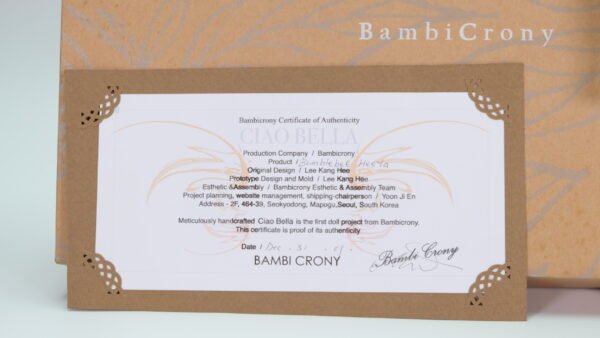 BambiCrony
Bambicrony Certificate of Authenticity
CIAO BELLA
Production Company / Bambicrony
Product / Bumblebee Hesta
Original Design / Lee Kang Hee
Prototype Design and Mold / Lee Kang Hee
Esthetic &Assembly / Bambicrony Esthetic & Assembly Team
Project planning, website management, shipping-chairperson / Yoon Ji En
Address - 2F, 464-39, Seokyodong, Mapogu,Seoul, South Korea
Meticulously handcrafted Ciao Bella is the first doll project from Bambicrony.
This certificate is proof of its authenticity
Date / Dec . 31 .
BAMBI CRONY
Bambi Crony